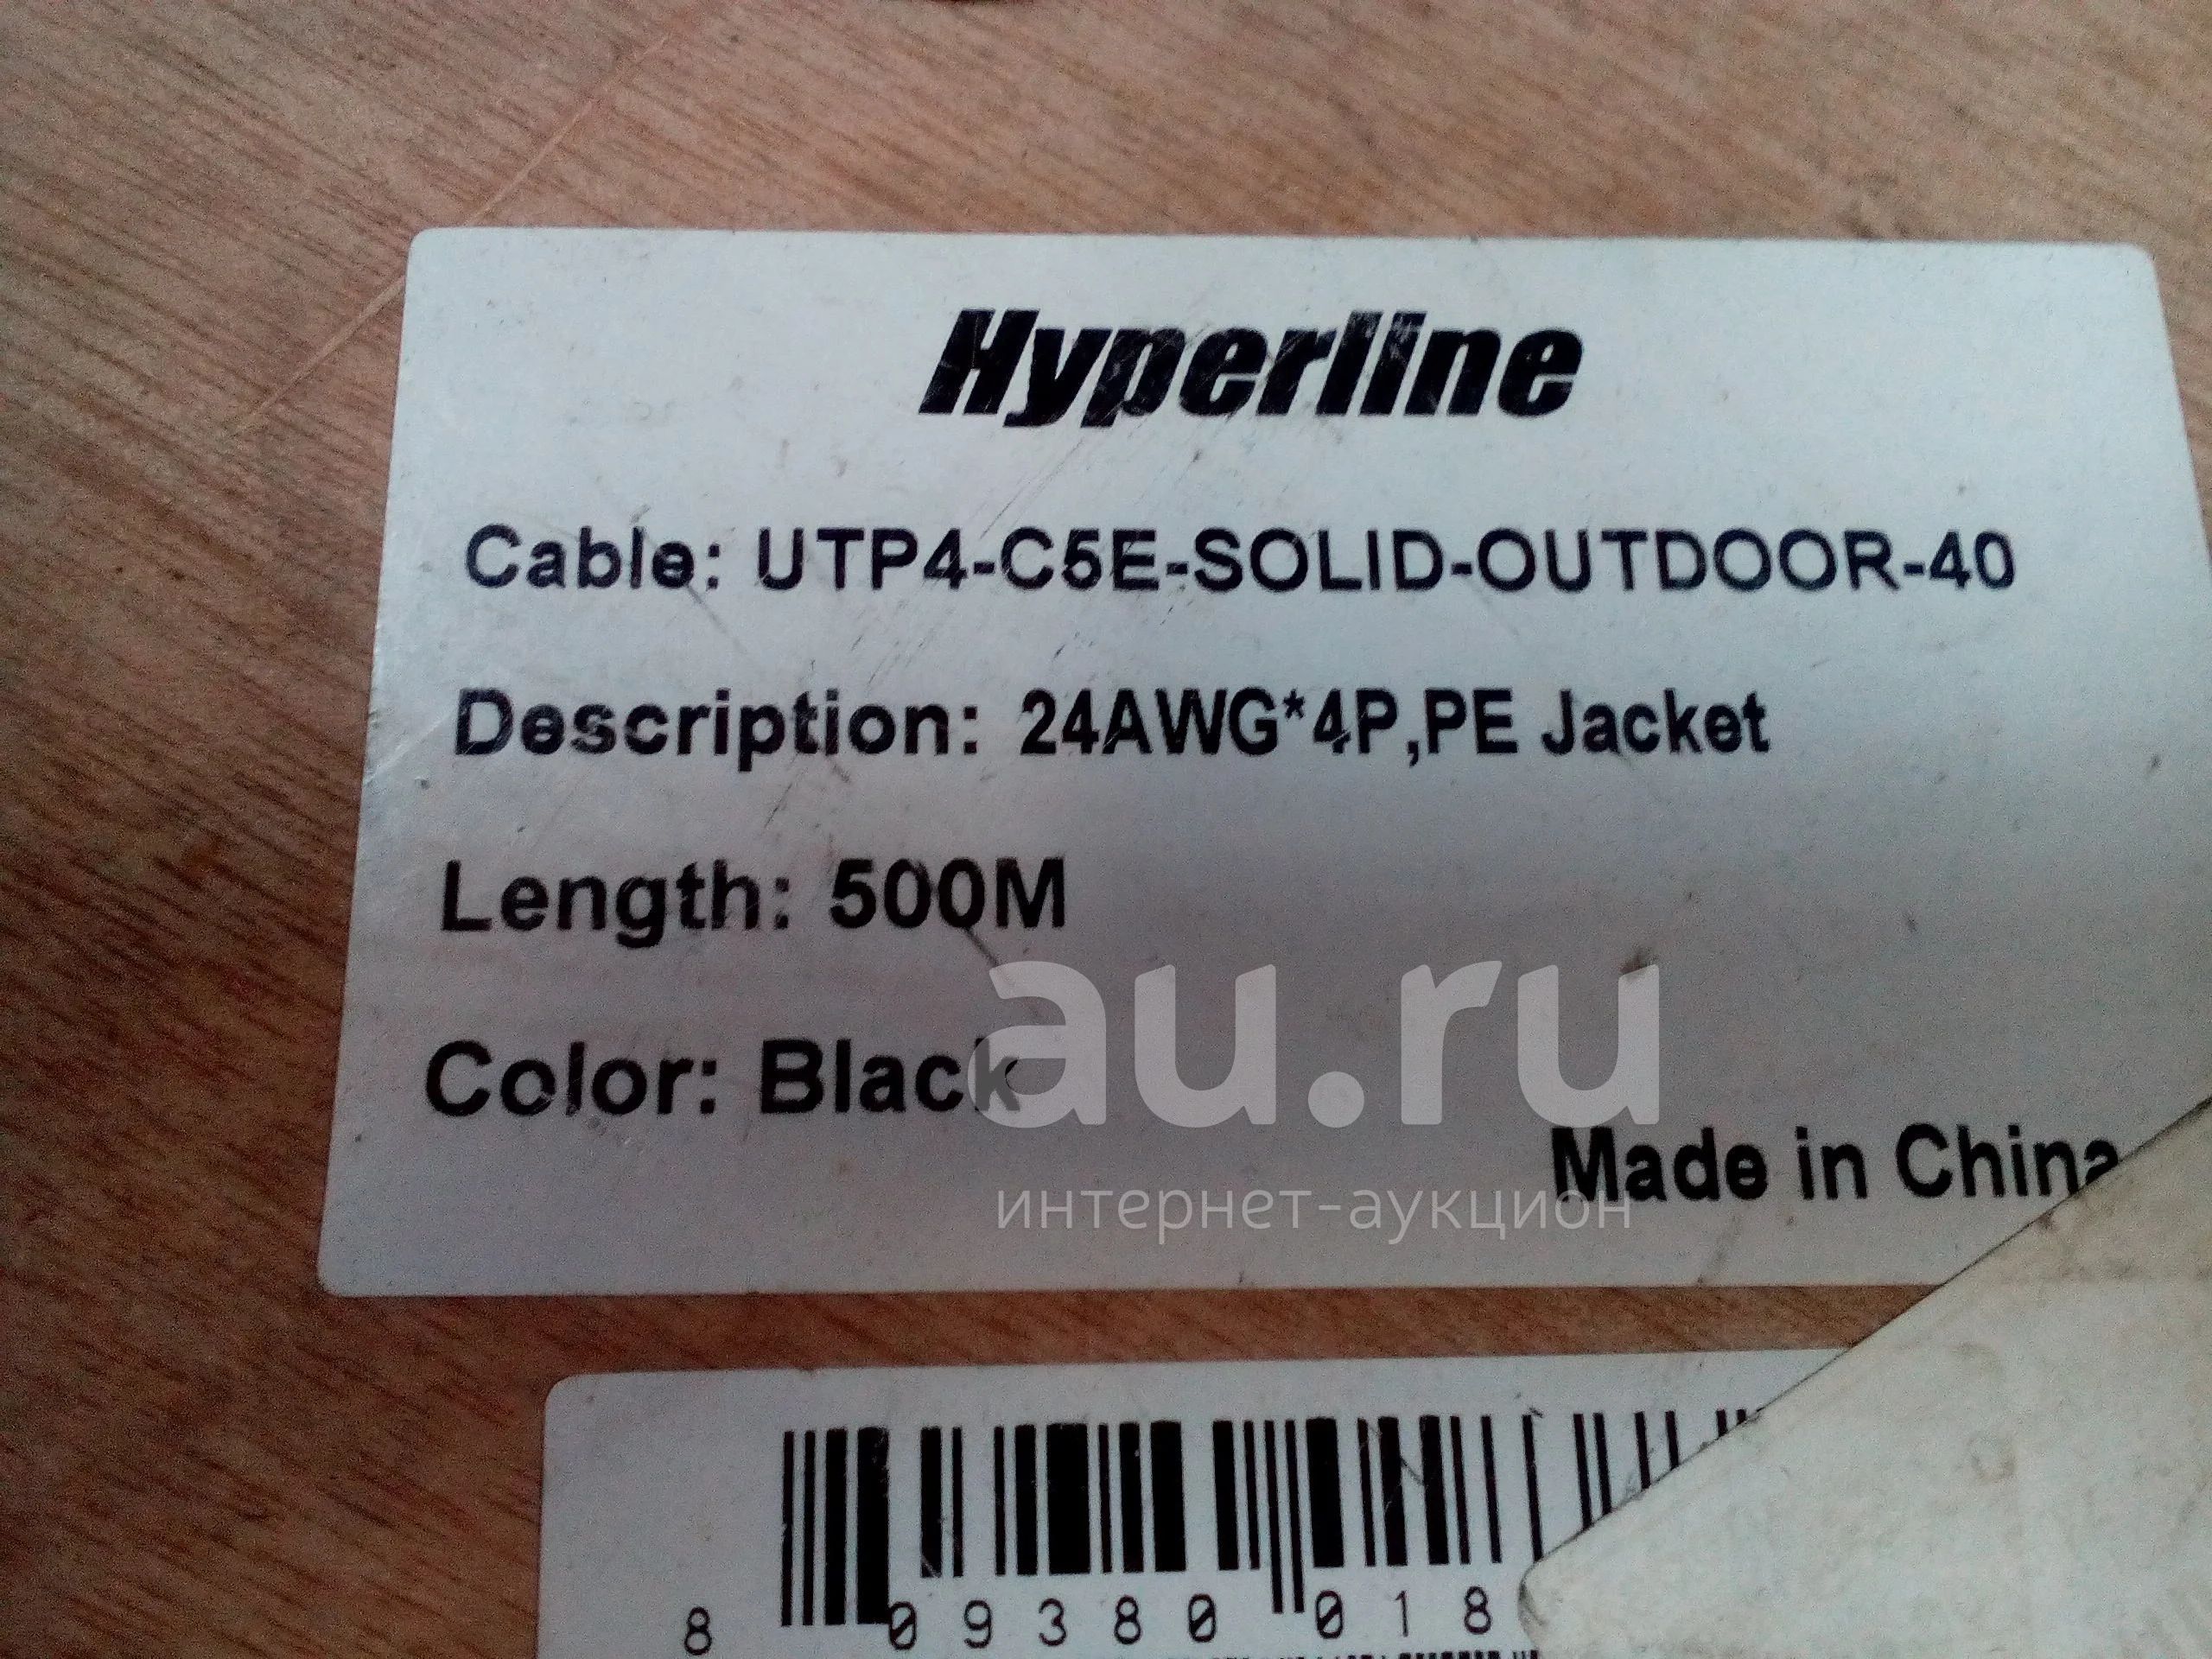 Hyperline
Cable: UTP4-C5E-SOLID-OUTDOOR-40
Description: 24AWG*4P,PE Jacket
Length: 500M
Color: Black
au.ru
интернет-аукцион
Made in China
8 09380 018